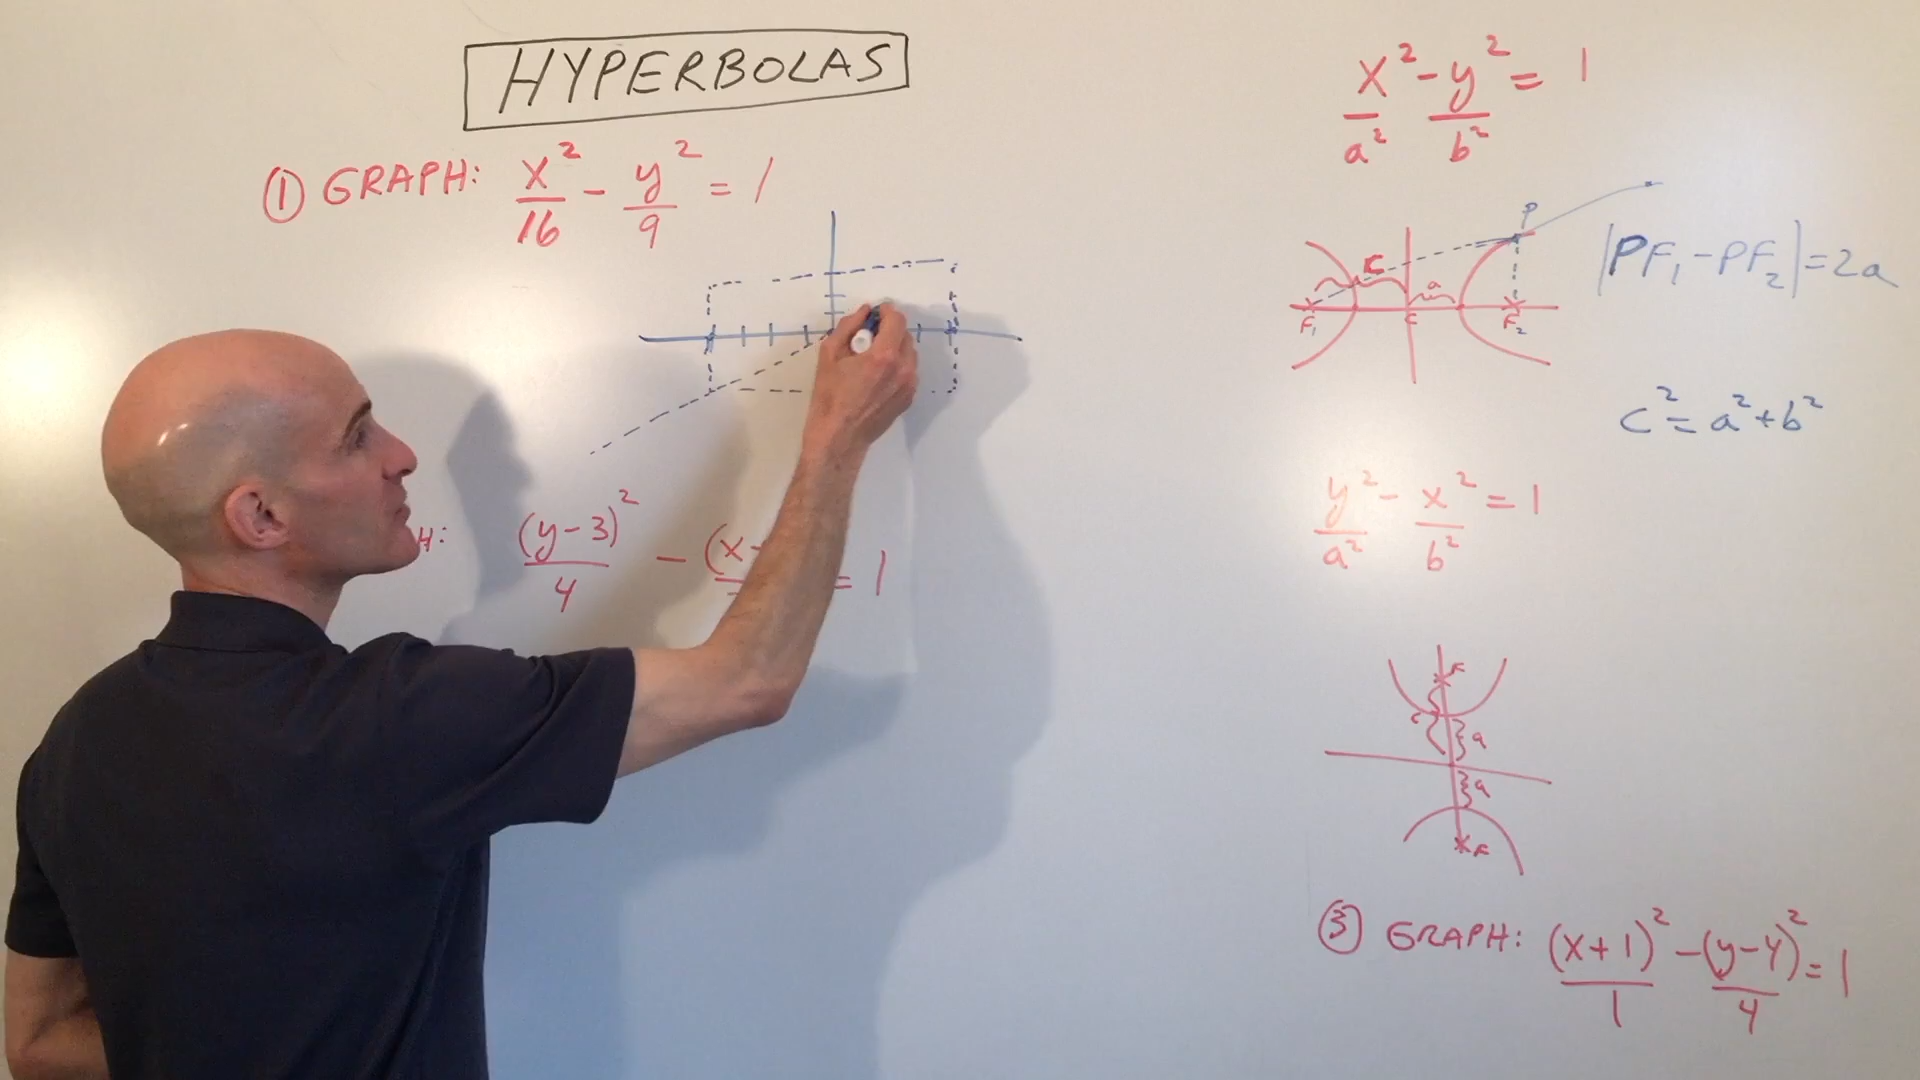 HYPERBOLAS
① GRAPH: x²/16 - y²/9 = 1
H: (y-3)²/4 - (x = 1
x²/a² - y²/b² = 1
P
|PF₁-PF₂|=2a
c a
F₁ c F₂
c² = a²+b²
y²/a² - x²/b² = 1
F
c a
a
F
③ GRAPH: (x+1)²/1 - (y-4)²/4 = 1